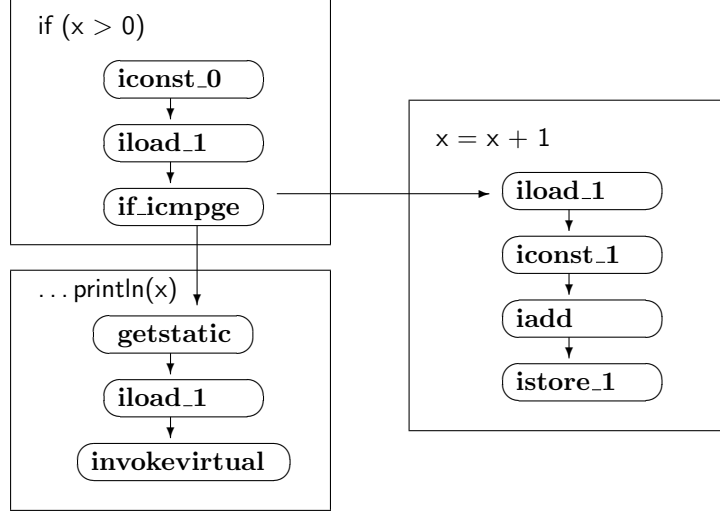 if (x > 0)
iconst_0
iload_1
if_icmpge
x = x + 1
iload_1
iconst_1
iadd
istore_1
...println(x)
getstatic
iload_1
invokevirtual